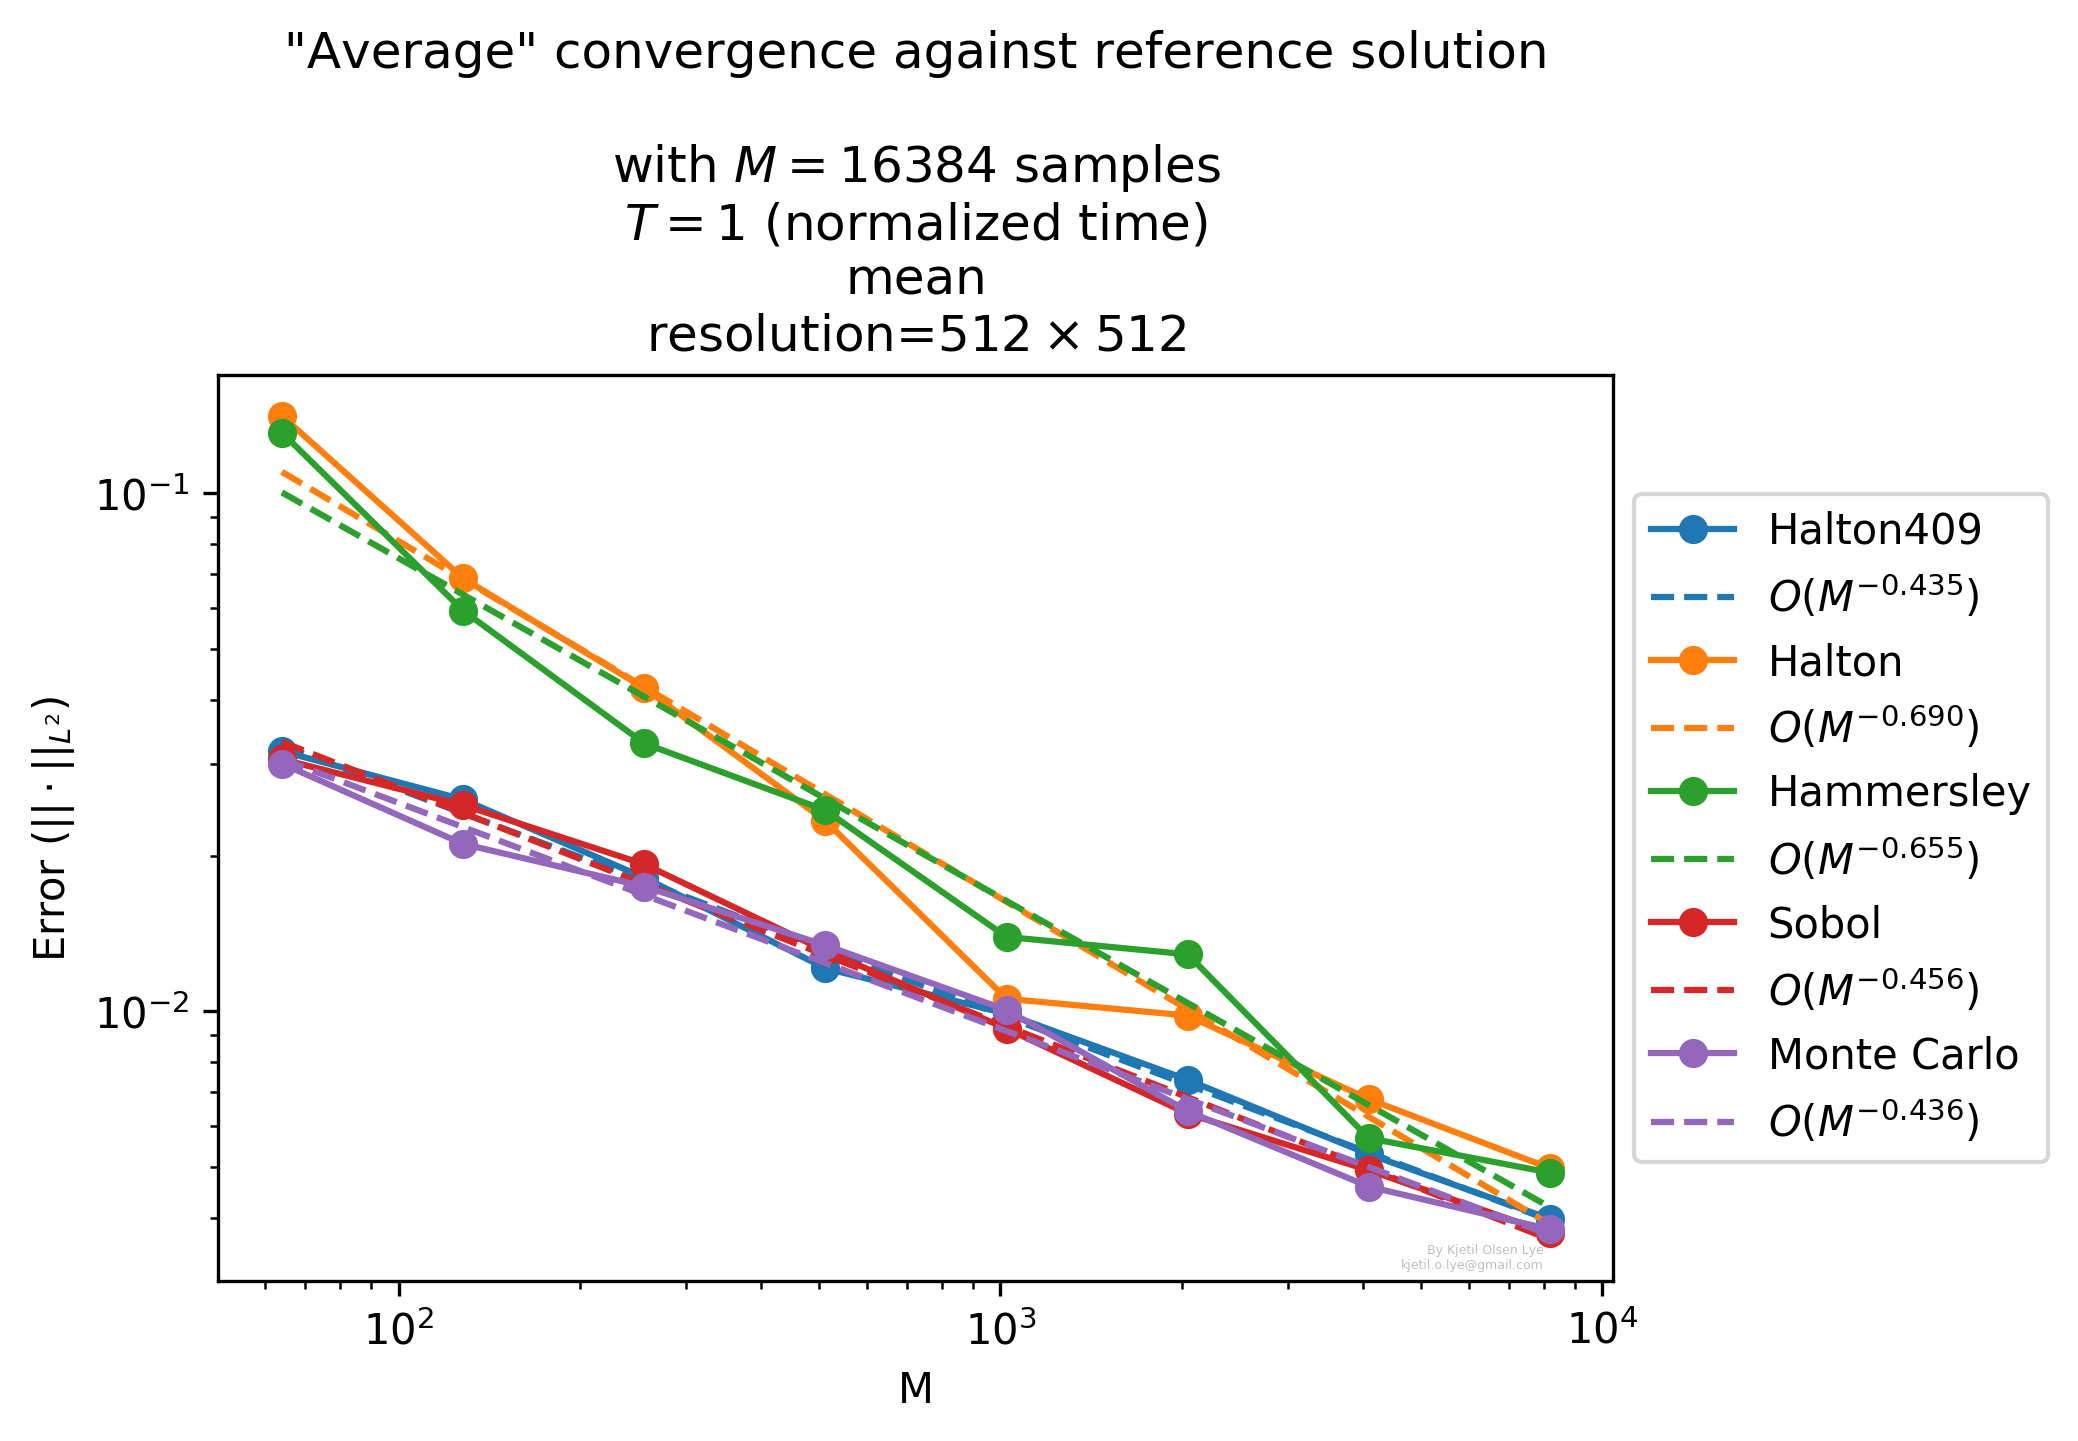 "Average" convergence against reference solution
with M = 16384 samples
T = 1 (normalized time)
mean
resolution=512 × 512
Error (|| · ||_{L^2})
10^{-1}
10^{-2}
10^2
10^3
10^4
M
Halton409
O(M^{-0.435})
Halton
O(M^{-0.690})
Hammersley
O(M^{-0.655})
Sobol
O(M^{-0.456})
Monte Carlo
O(M^{-0.436})
By Kjetil Olsen Lye
kjetil.o.lye@gmail.com